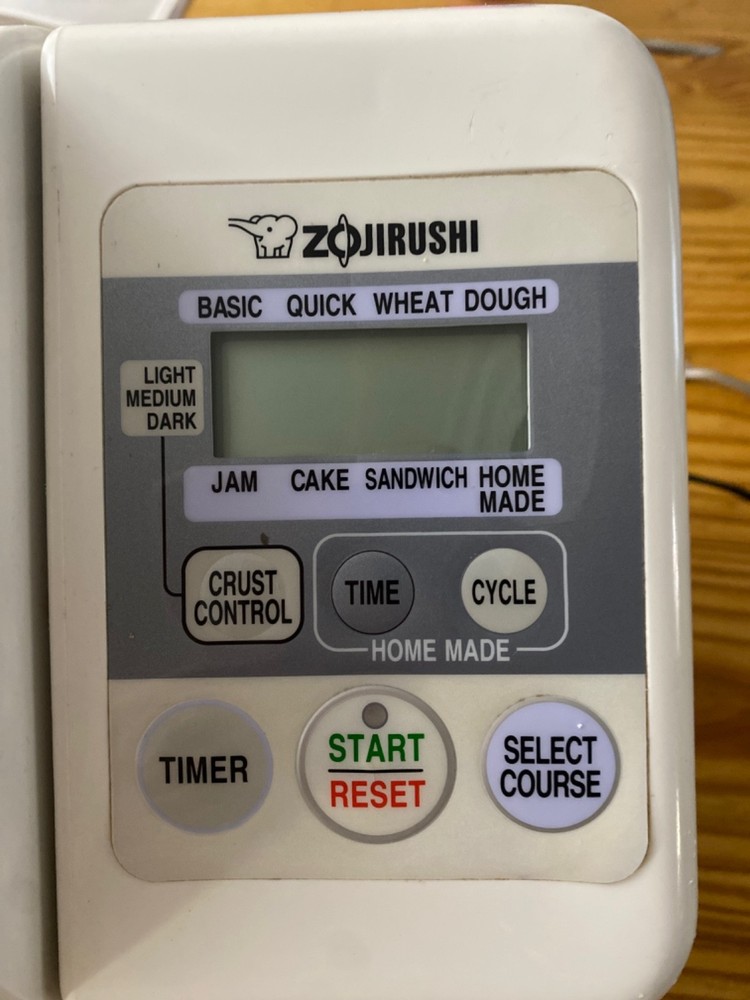 ZOJIRUSHI
BASIC QUICK WHEAT DOUGH
LIGHT
MEDIUM
DARK
JAM CAKE SANDWICH HOME
MADE
CRUST
CONTROL
TIME
CYCLE
HOME MADE
TIMER
START
RESET
SELECT
COURSE